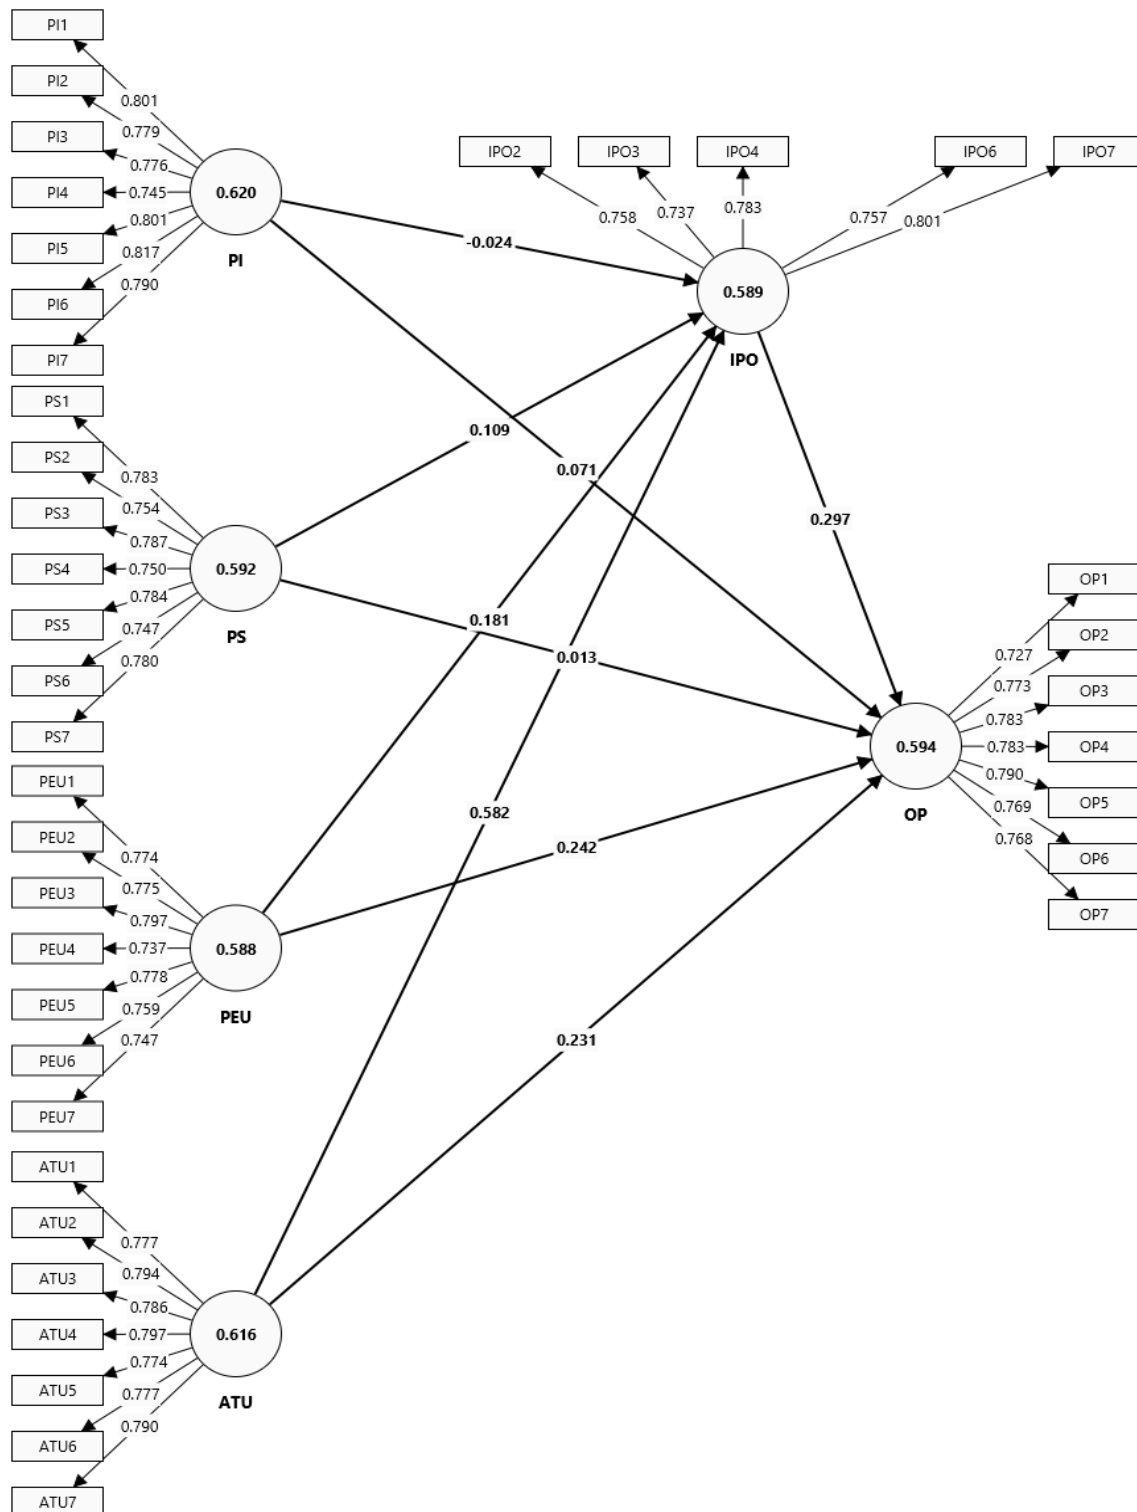 PI1
PI2
PI3
PI4
PI5
PI6
PI7
0.801
0.779
0.776
0.745
0.801
0.817
0.790
0.620
PI
PS1
PS2
PS3
PS4
PS5
PS6
PS7
0.783
0.754
0.787
0.750
0.784
0.747
0.780
0.592
PS
PEU1
PEU2
PEU3
PEU4
PEU5
PEU6
PEU7
0.774
0.775
0.797
0.737
0.778
0.759
0.747
0.588
PEU
ATU1
ATU2
ATU3
ATU4
ATU5
ATU6
ATU7
0.777
0.794
0.786
0.797
0.774
0.777
0.790
0.616
ATU
-0.024
0.109
0.071
0.181
0.013
0.582
0.242
0.231
0.297
IPO2
IPO3
IPO4
IPO6
IPO7
0.758
0.737
0.783
0.757
0.801
0.589
IPO
OP1
OP2
OP3
OP4
OP5
OP6
OP7
0.727
0.773
0.783
0.783
0.790
0.769
0.768
0.594
OP